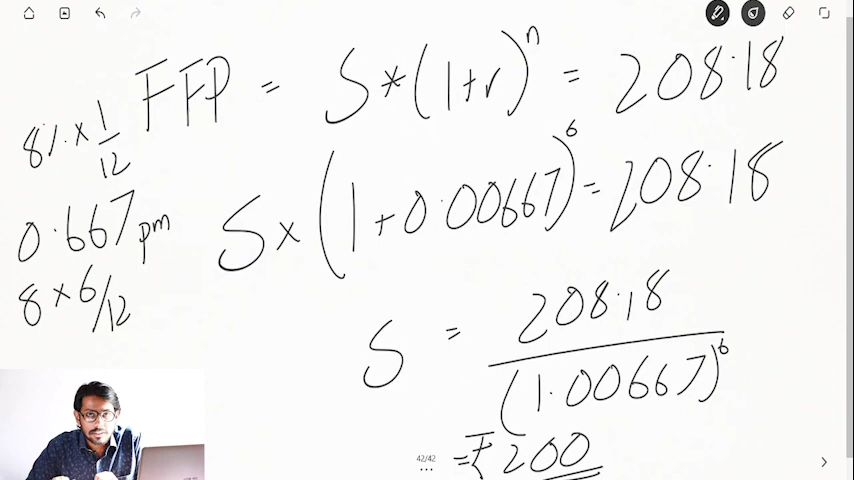 FFP = S*(1+r)^n = 208.18
8% × 1/12
0.667 pm
8 × 6/12
S × (1+0.00667)^6 = 208.18
S = 208.18/(1.00667)^6
= ₹ 200
42/42